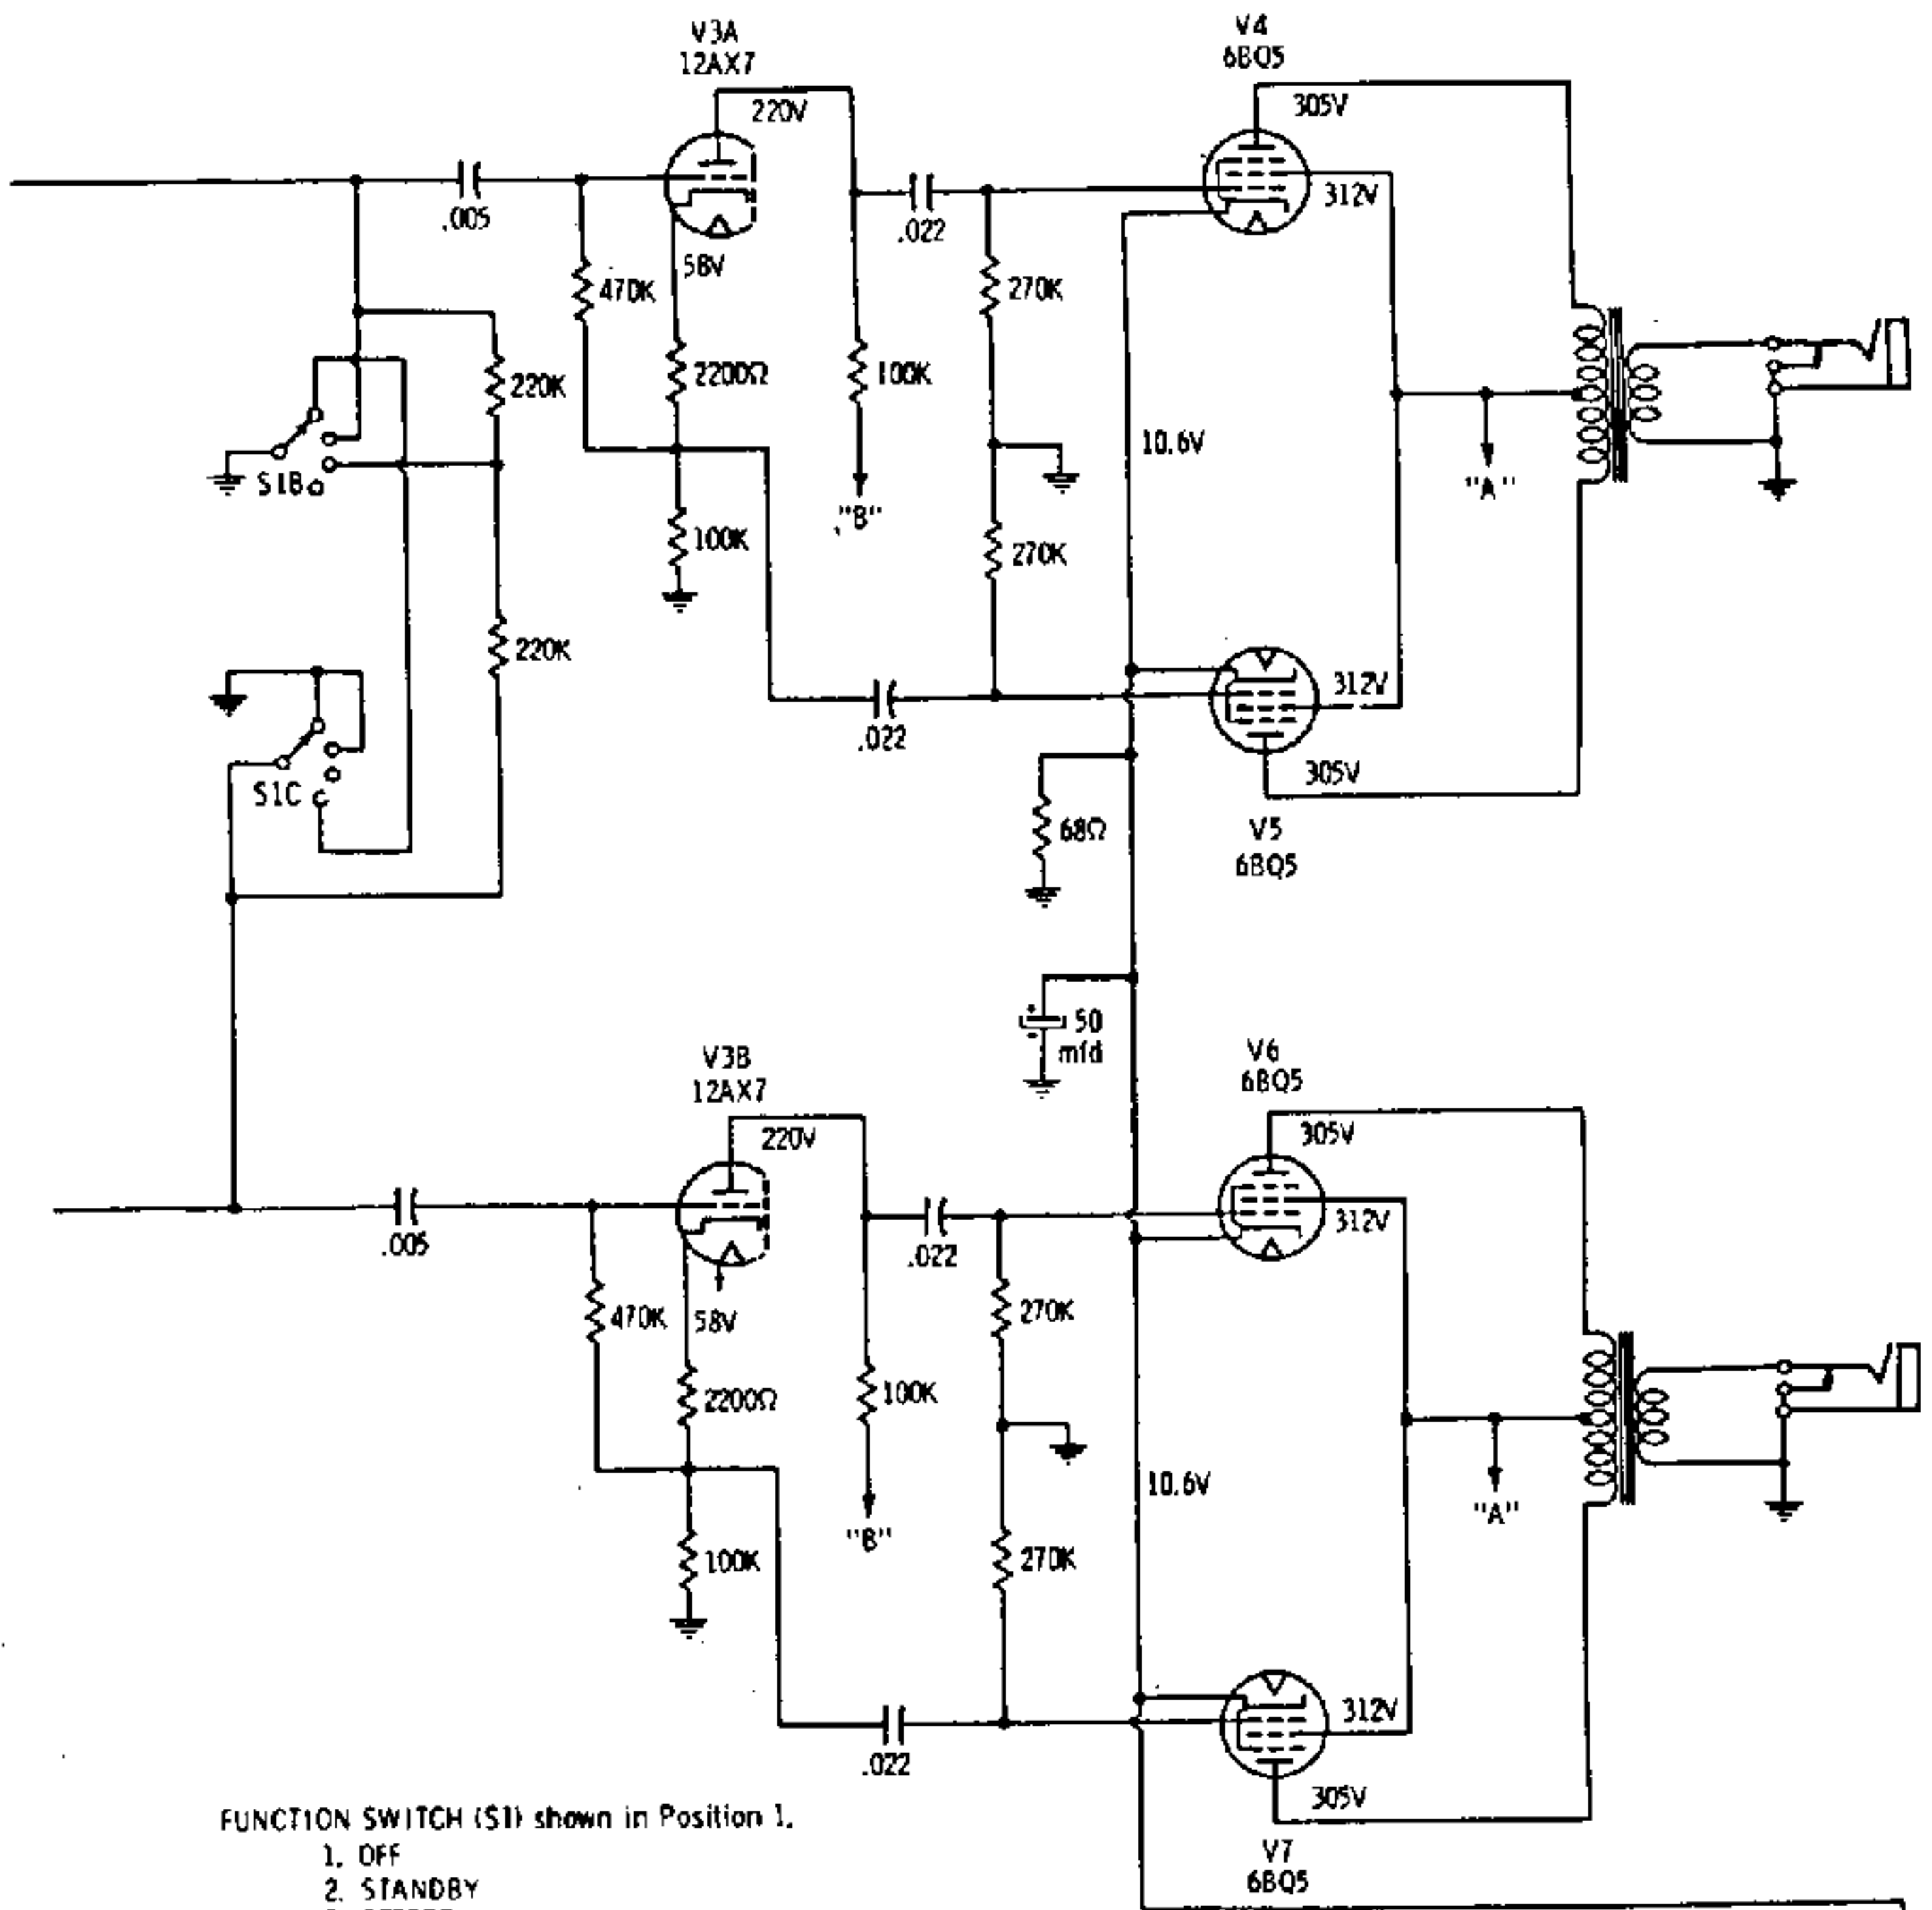 V3A
12AX7
V4
6BQ5
220V
305V
.005
.022
312V
58V
470K
270K
220K
2200Ω
100K
10.6V
S1B
"B"
"A"
100K
270K
220K
312V
.022
S1C
305V
68Ω
V5
6BQ5
50
mfd
V3B
12AX7
V6
6BQ5
220V
305V
.005
.022
312V
58V
470K
270K
2200Ω
100K
10.6V
"B"
"A"
100K
270K
312V
.022
305V
FUNCTION SWITCH (S1) shown in Position 1.
1. OFF
2. STANDBY
V7
6BQ5